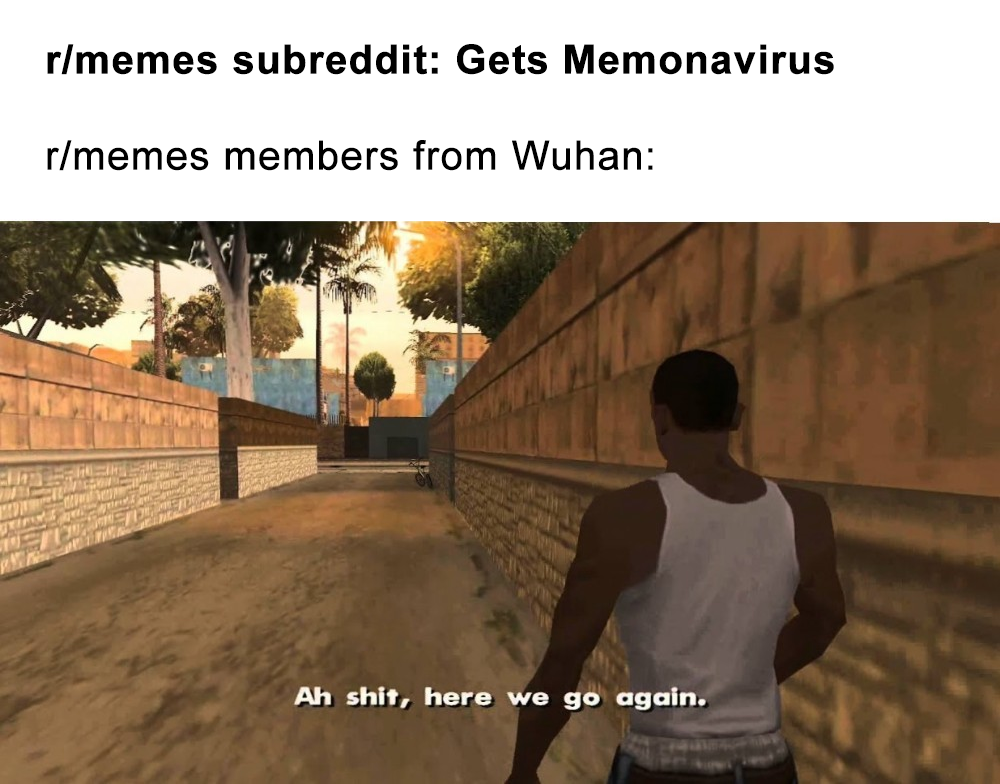 r/memes subreddit: Gets Memonavirus
r/memes members from Wuhan:
Ah shit, here we go again.